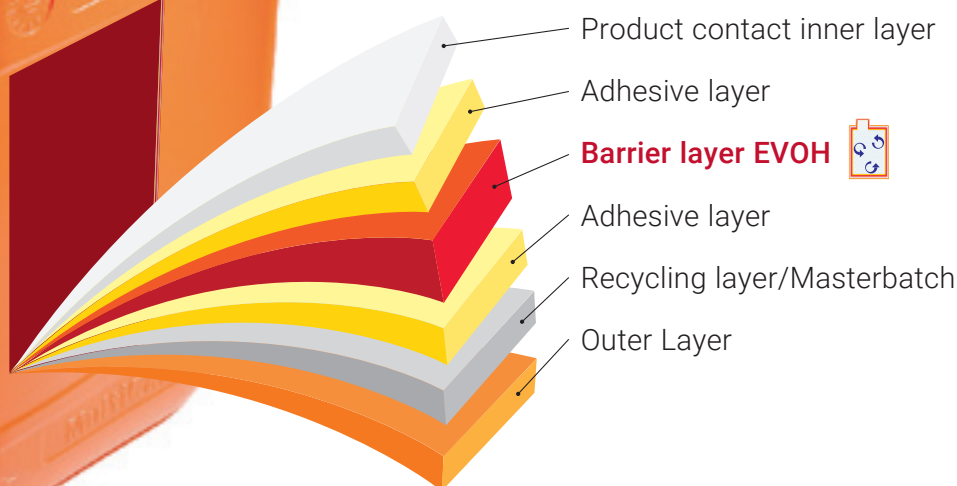 Product contact inner layer
Adhesive layer
Barrier layer EVOH
Adhesive layer
Recycling layer/Masterbatch
Outer Layer